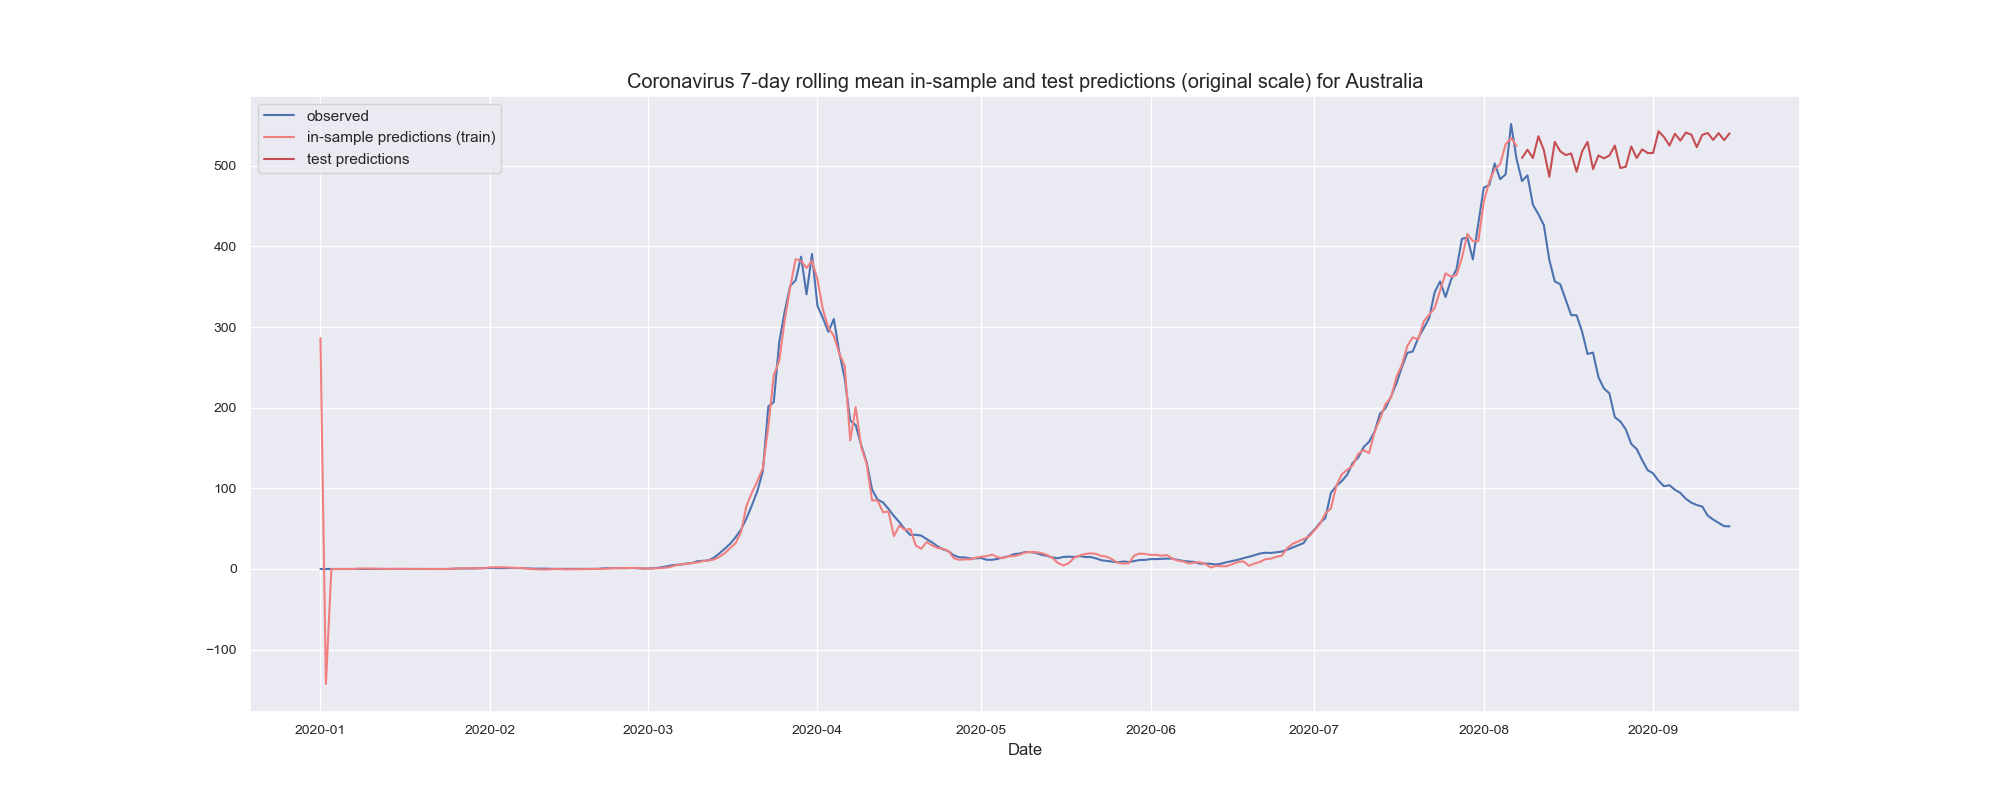 Coronavirus 7-day rolling mean in-sample and test predictions (original scale) for Australia
observed
in-sample predictions (train)
test predictions
500
400
300
200
100
0
−100
2020-01 2020-02 2020-03 2020-04 2020-05 2020-06 2020-07 2020-08 2020-09
Date